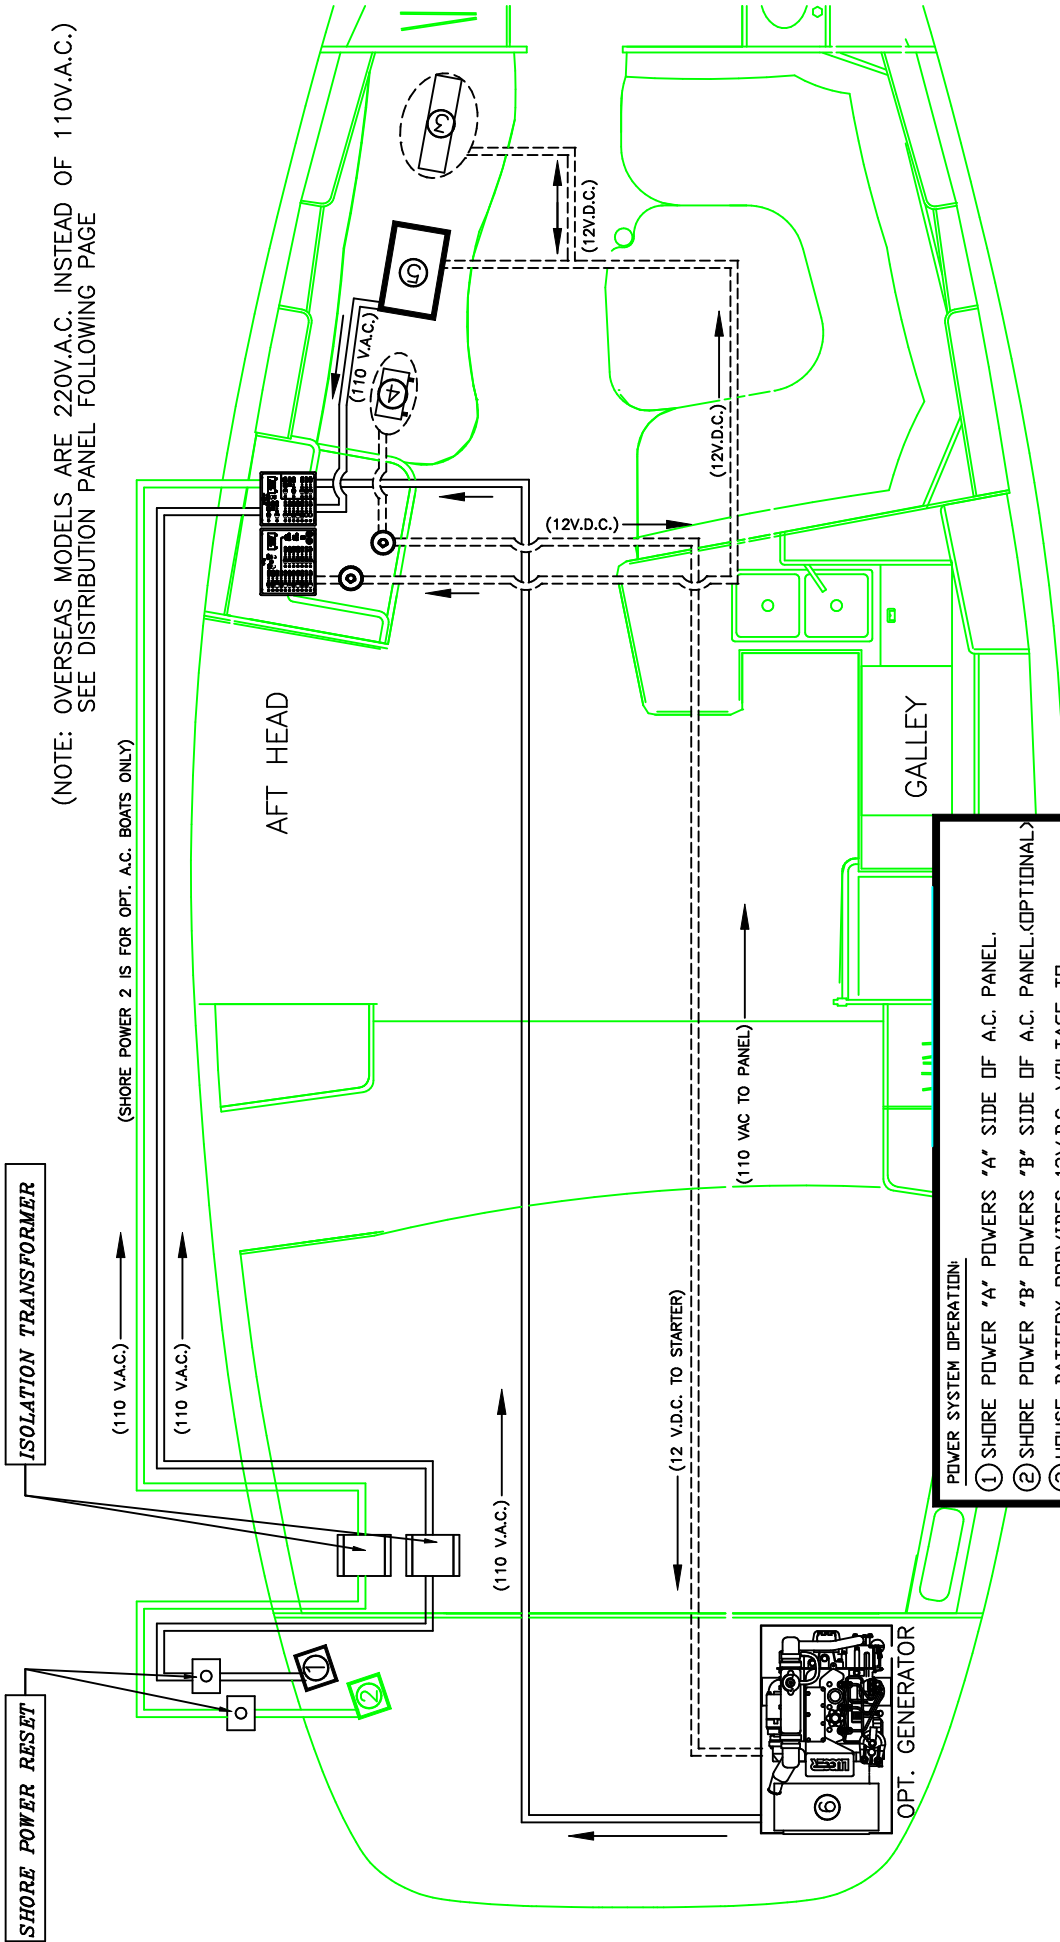 (NOTE: OVERSEAS MODELS ARE 220V.A.C. INSTEAD OF 110V.A.C.)
SEE DISTRIBUTION PANEL FOLLOWING PAGE
SHORE POWER RESET
ISOLATION TRANSFORMER
(SHORE POWER 2 IS FOR OPT. A.C. BOATS ONLY)
(110 V.A.C.)
(110 V.A.C.)
1
2
AFT HEAD
(110 V.A.C.)
3
4
5
(110 V.A.C.)
(12V.D.C.)
(12V.D.C.)
(12V.D.C.)
(12 V.D.C. TO STARTER)
(110 VAC TO PANEL)
6
OPT. GENERATOR
GALLEY
POWER SYSTEM OPERATION:
1 SHORE POWER "A" POWERS "A" SIDE OF A.C. PANEL.
2 SHORE POWER "B" POWERS "B" SIDE OF A.C. PANEL.(OPTIONAL)